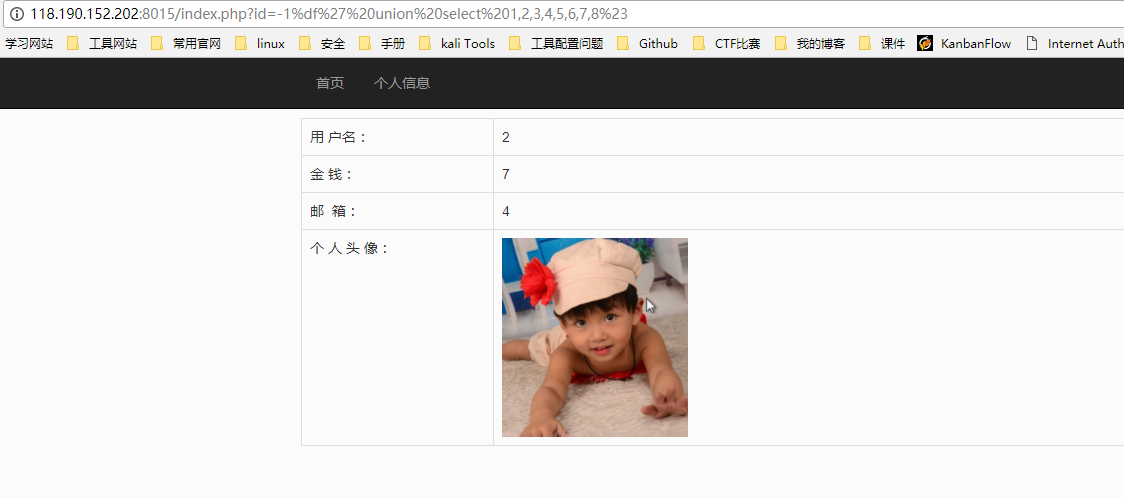 118.190.152.202:8015/index.php?id=-1%df%27%20union%20select%201,2,3,4,5,6,7,8%23
学习网站 工具网站 常用官网 linux 安全 手册 kali Tools 工具配置问题 Github CTF比赛 我的博客 课件 KanbanFlow Internet Auth
首页 个人信息
用 户名： 2
金 钱： 7
邮 箱： 4
个 人 头 像：